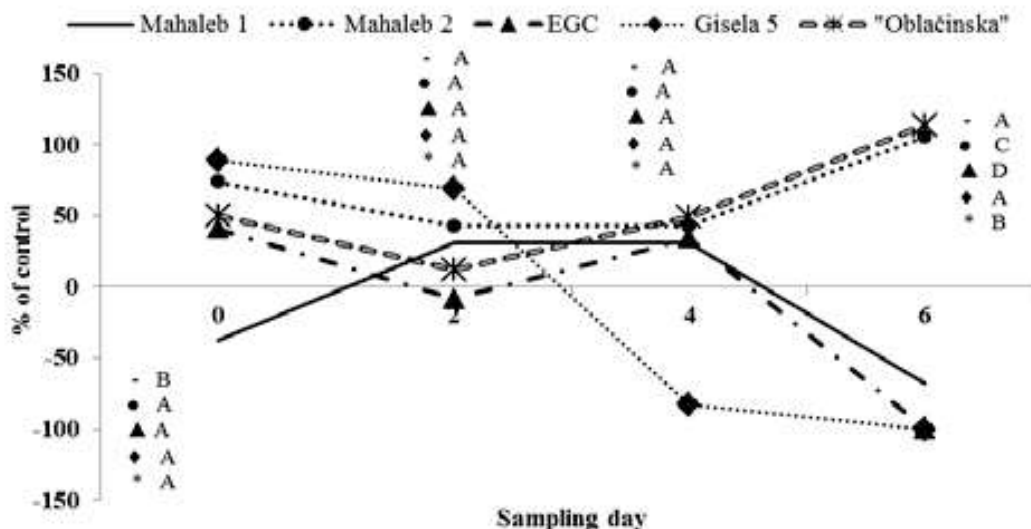 Mahaleb 1 Mahaleb 2 EGC Gisela 5 "Oblačinska"
% of control
150
100
50
0
-50
-100
-150
0 2 4 6
- B
A
A
A
* A
- A
A
A
A
* A
- A
A
A
A
* A
- A
C
D
A
* B
Sampling day